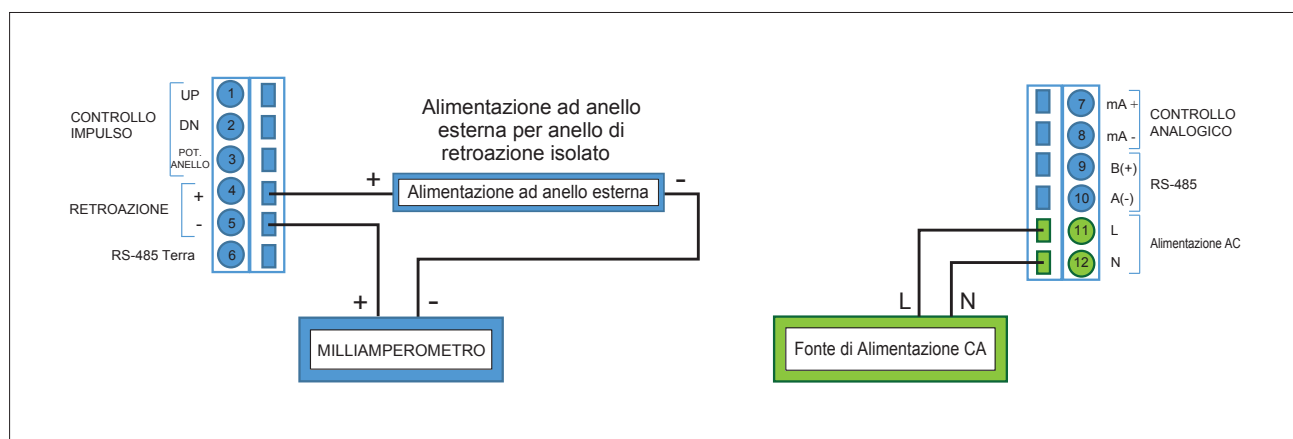 CONTROLLO
IMPULSO
UP
1
DN
2
POT.
ANELLO
3
RETROAZIONE
+
4
-
5
RS-485 Terra
6
Alimentazione ad anello
esterna per anello di
retroazione isolato
+
-
Alimentazione ad anello esterna
+
-
MILLIAMPEROMETRO
7
mA +
8
mA -
CONTROLLO
ANALOGICO
9
B(+)
10
A(-)
RS-485
11
L
12
N
Alimentazione AC
L
N
Fonte di Alimentazione CA